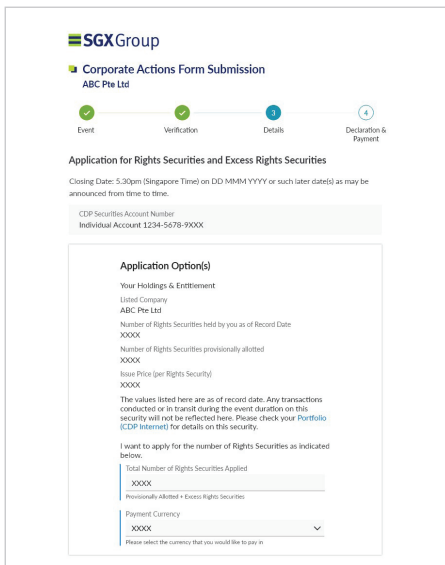 SGX Group
Corporate Actions Form Submission
ABC Pte Ltd
3
4
Event
Verification
Details
Declaration &
Payment
Application for Rights Securities and Excess Rights Securities
Closing Date: 5.30pm (Singapore Time) on DD MMM YYYY or such later date(s) as may be
announced from time to time.
CDP Securities Account Number
Individual Account 1234-5678-9XXX
Application Option(s)
Your Holdings & Entitlement
Listed Company
ABC Pte Ltd
Number of Rights Securities held by you as of Record Date
XXXX
Number of Rights Securities provisionally allotted
XXXX
Issue Price (per Rights Security)
XXXX
The values listed here are as of record date. Any transactions
conducted or in transit during the event duration on this
security will not be reflected here. Please check your Portfolio
(CDP Internet) for details on this security.
I want to apply for the number of Rights Securities as indicated
below.
Total Number of Rights Securities Applied
XXXX
Provisionally Allotted + Excess Rights Securities
Payment Currency
XXXX
Please select the currency that you would like to pay in